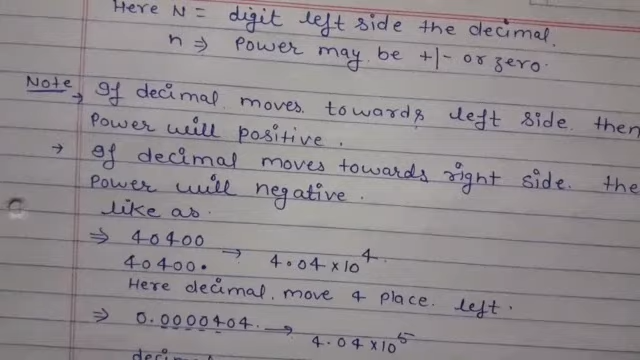 Here N = digit left side the decimal.
n ⇒ Power may be +/- or zero.
Note → If decimal moves towards left side then
Power will positive.
→ If decimal moves towards right side. the
Power will negative.
like as.
⇒ 40400 → 4.04×10⁴
40400.
Here decimal move 4 place left.
⇒ 0.0000404. → 4.04×10⁵
decimal